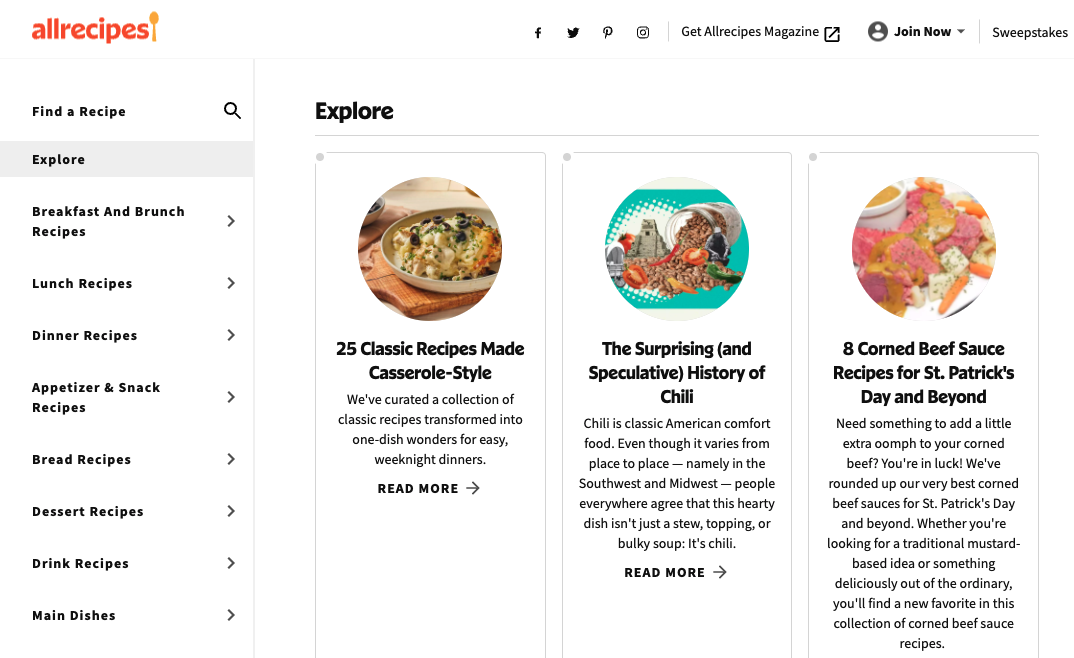 allrecipes
Get Allrecipes Magazine
Join Now
Sweepstakes
Find a Recipe
Explore
Breakfast And Brunch
Recipes
Lunch Recipes
Dinner Recipes
Appetizer & Snack
Recipes
Bread Recipes
Dessert Recipes
Drink Recipes
Main Dishes
Explore
25 Classic Recipes Made
Casserole-Style
We've curated a collection of
classic recipes transformed into
one-dish wonders for easy,
weeknight dinners.
READ MORE
The Surprising (and
Speculative) History of
Chili
Chili is classic American comfort
food. Even though it varies from
place to place — namely in the
Southwest and Midwest — people
everywhere agree that this hearty
dish isn't just a stew, topping, or
bulky soup: It's chili.
READ MORE
8 Corned Beef Sauce
Recipes for St. Patrick's
Day and Beyond
Need something to add a little
extra oomph to your corned
beef? You're in luck! We've
rounded up our very best corned
beef sauces for St. Patrick's Day
and beyond. Whether you're
looking for a traditional mustard-
based idea or something
deliciously out of the ordinary,
you'll find a new favorite in this
collection of corned beef sauce
recipes.